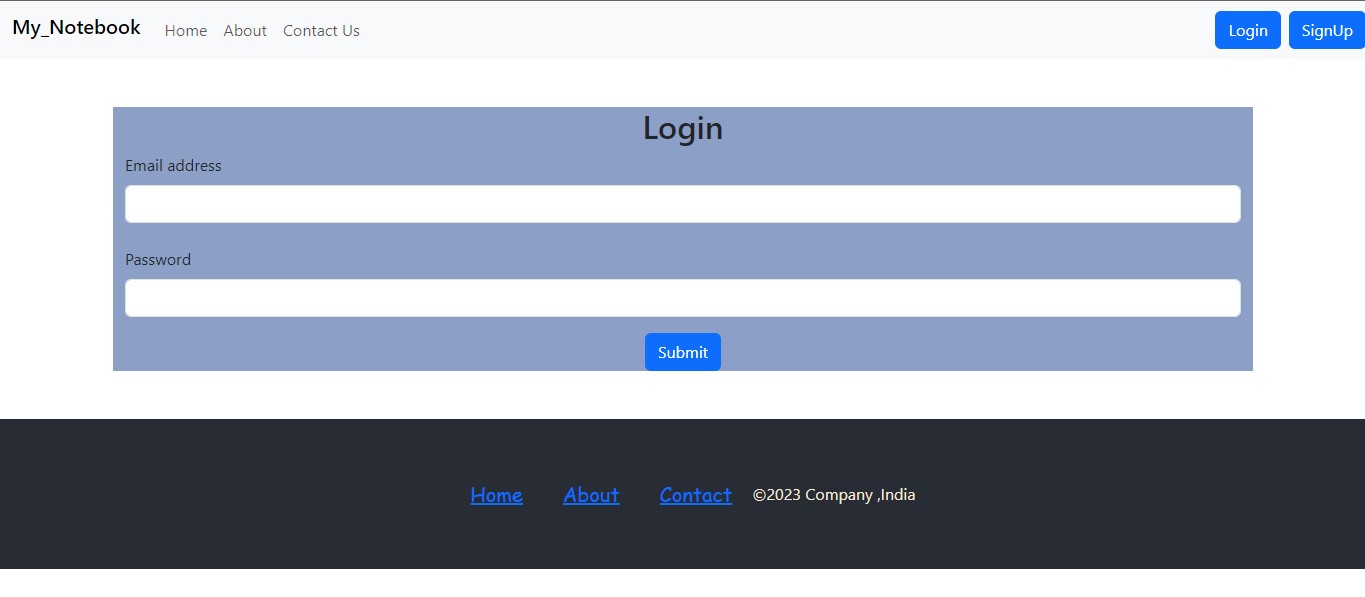 My_Notebook Home About Contact Us Login SignUp
Login
Email address
Password
Submit
Home About Contact ©2023 Company ,India